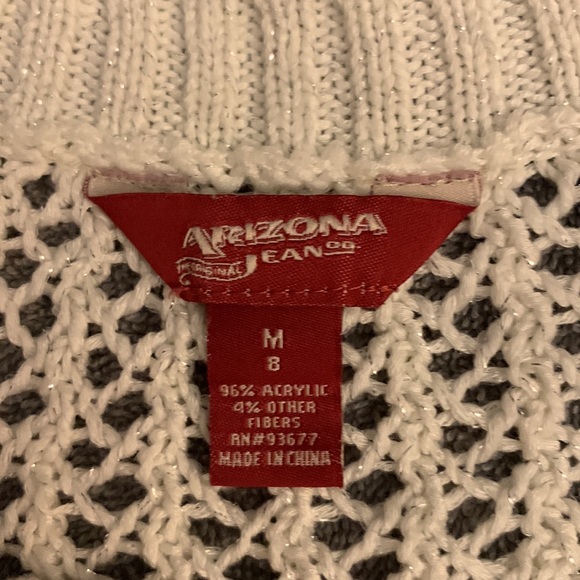 ARIZONA
ORIGINAL JEAN CO.
M
8
96% ACRYLIC
4% OTHER
FIBERS
RN#93677
MADE IN CHINA